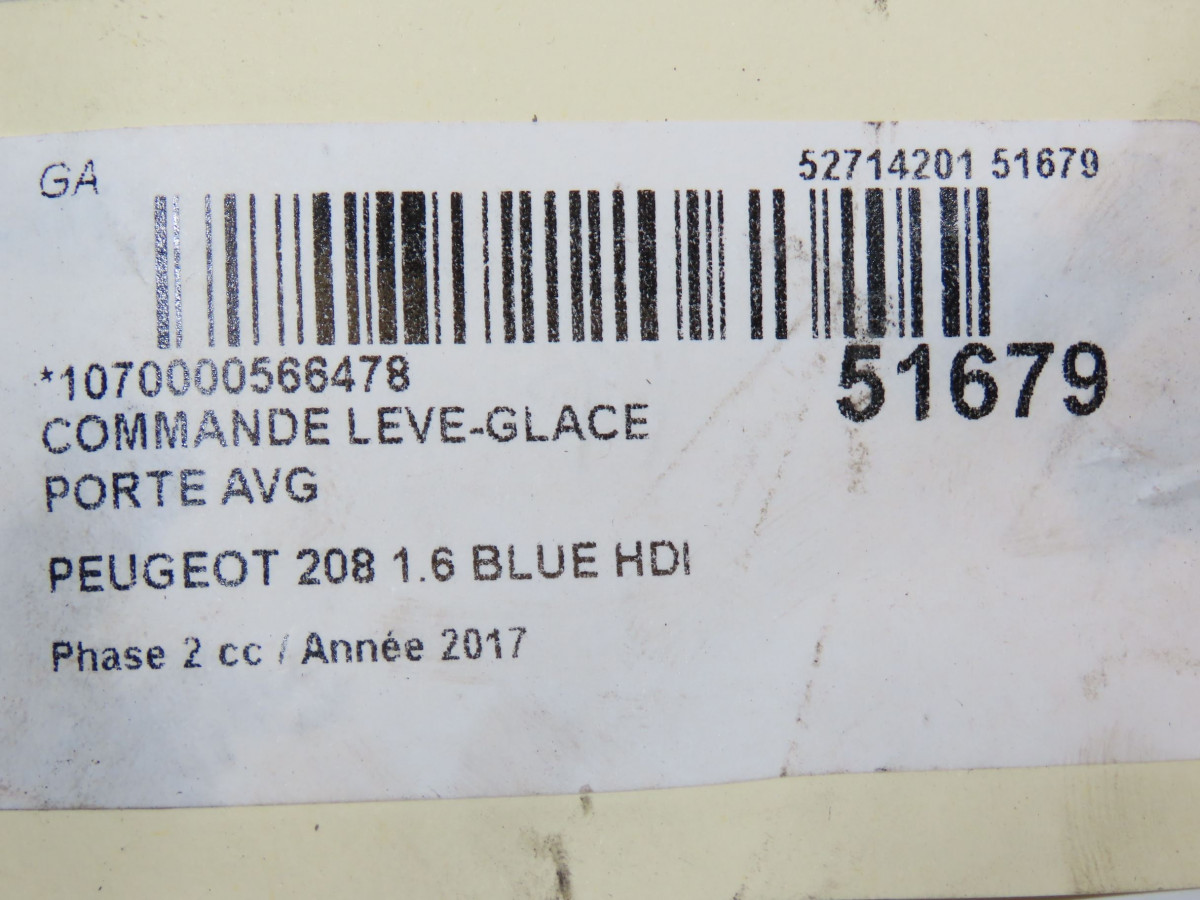 GA
52714201 51679
*1070000566478
51679
COMMANDE LEVE-GLACE
PORTE AVG
PEUGEOT 208 1.6 BLUE HDI
Phase 2 cc / Année 2017